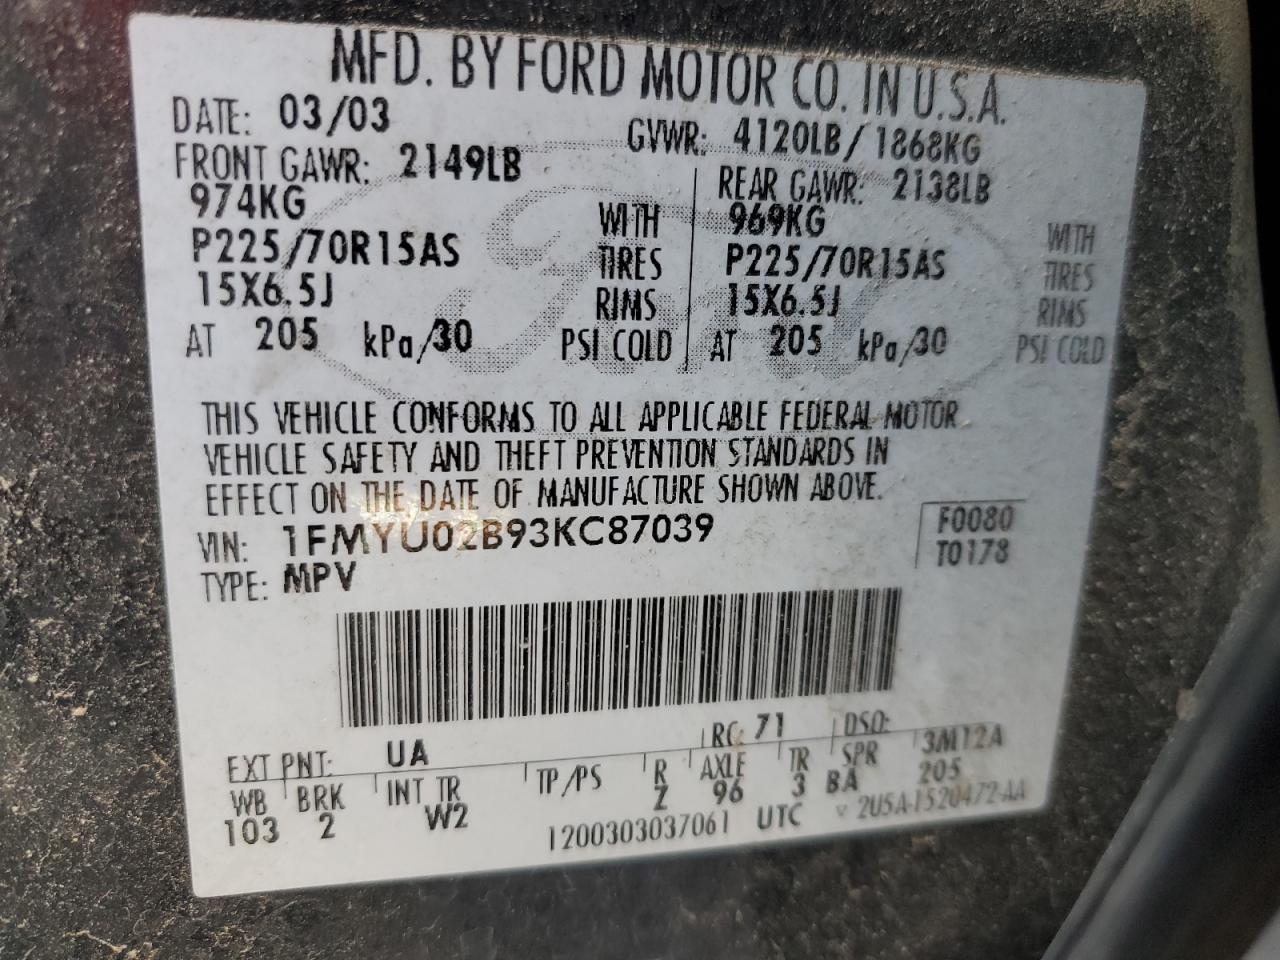 MFD. BY FORD MOTOR CO. IN U.S.A.
DATE: 03/03 GVWR: 4120LB/1868KG
FRONT GAWR: 2149LB REAR GAWR: 2138LB
974KG WITH 969KG WITH
P225/70R15AS TIRES P225/70R15AS TIRES
15X6.5J RIMS 15X6.5J RIMS
AT 205 kPa/30 PSI COLD AT 205 kPa/30 PSI COLD
Ford
THIS VEHICLE CONFORMS TO ALL APPLICABLE FEDERAL MOTOR
VEHICLE SAFETY AND THEFT PREVENTION STANDARDS IN
EFFECT ON THE DATE OF MANUFACTURE SHOWN ABOVE.
VIN: 1FMYU02B93KC87039 F0080
TYPE: MPV T0178
EXT PNT: UA RC: 71 DSO: 3M12A
WB BRK INT TR TP/PS R AXLE TR SPR 205
103 2 W2 Z 96 3 BA
1200303037061 UTC 2U5A-1520472-AA